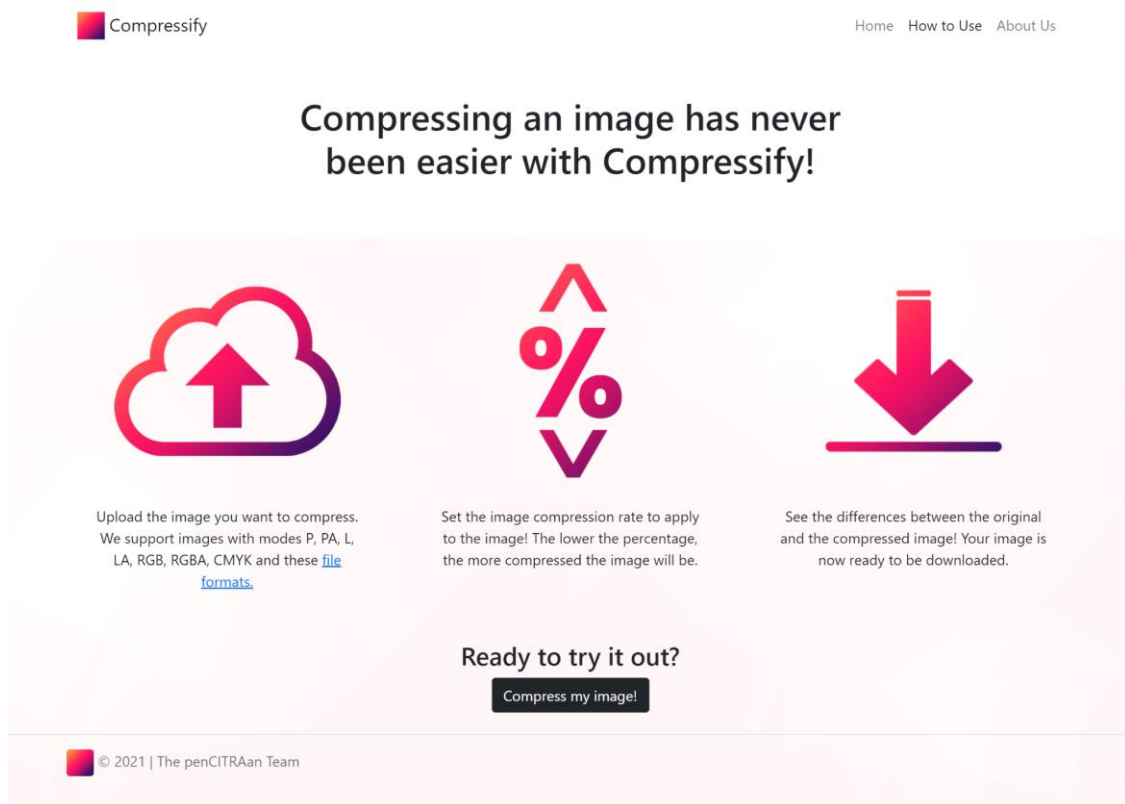 Compressify
Home How to Use About Us
Compressing an image has never
been easier with Compressify!
%
Upload the image you want to compress.
We support images with modes P, PA, L,
LA, RGB, RGBA, CMYK and these file
formats.
Set the image compression rate to apply
to the image! The lower the percentage,
the more compressed the image will be.
See the differences between the original
and the compressed image! Your image is
now ready to be downloaded.
Ready to try it out?
Compress my image!
© 2021 | The penCITRAan Team